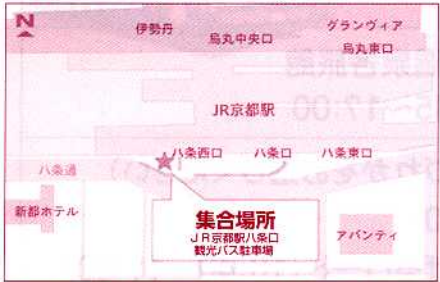 N
伊勢丹
烏丸中央口
グランヴィア
烏丸東口
JR京都駅
八条西口
八条口
八条東口
八条通
新都ホテル
集合場所
JR京都駅八条口
観光バス駐車場
アバンティ